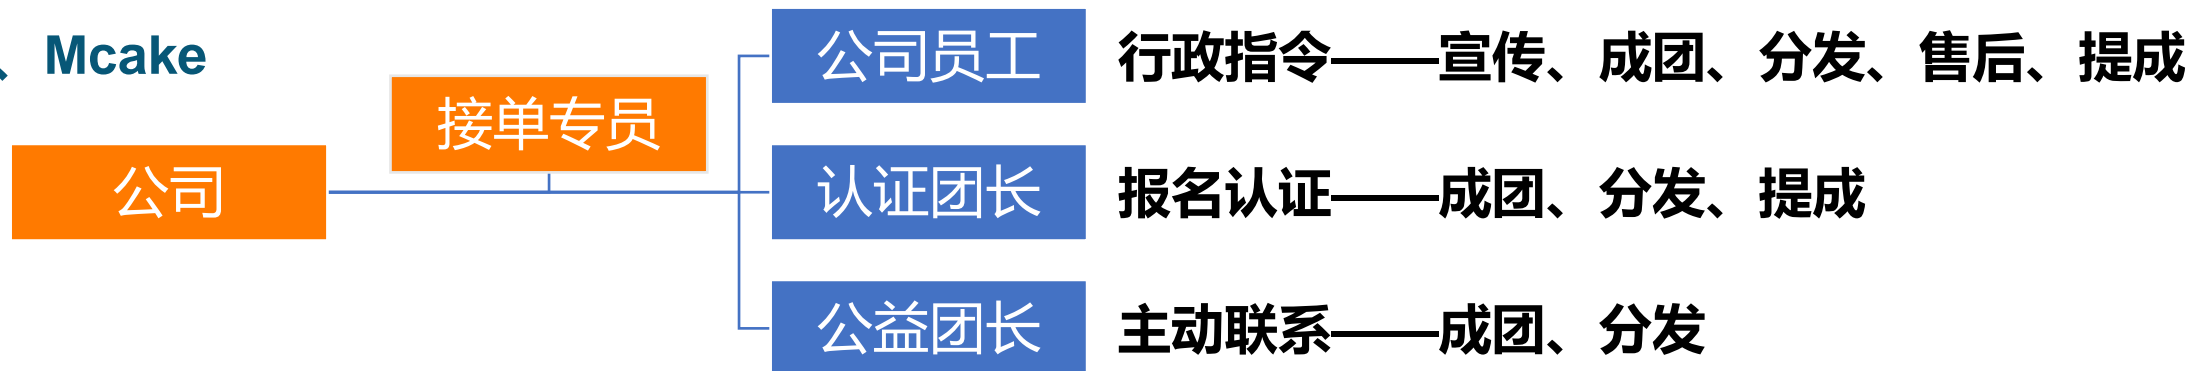 、Mcake
接单专员
公司
公司员工 行政指令——宣传、成团、分发、售后、提成
认证团长 报名认证——成团、分发、提成
公益团长 主动联系——成团、分发